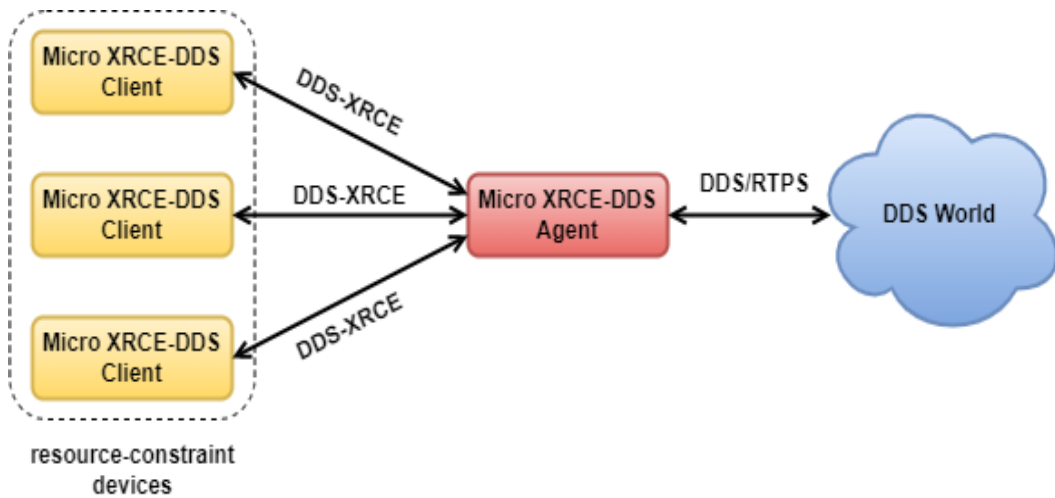 Micro XRCE-DDS
Client
DDS-XRCE
Micro XRCE-DDS
Client
DDS-XRCE
Micro XRCE-DDS
Agent
DDS/RTPS
DDS World
Micro XRCE-DDS
Client
DDS-XRCE
resource-constraint
devices